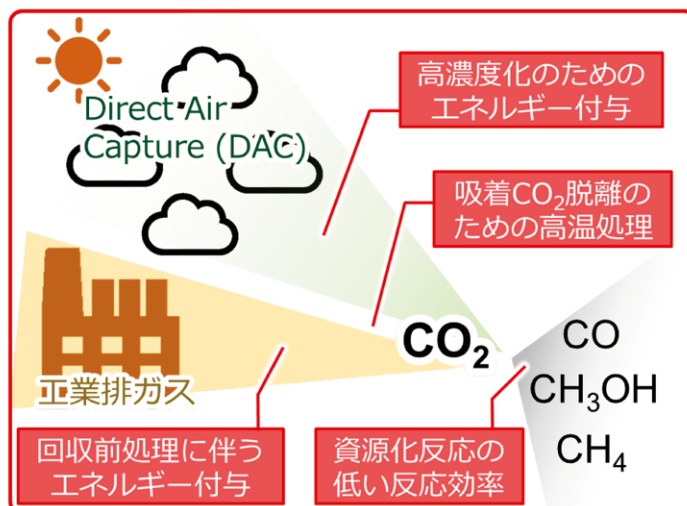 Direct Air
Capture (DAC)
高濃度化のための
エネルギー付与
吸着CO₂脱離の
ための高温処理
工業排ガス
CO₂
CO
CH₃OH
CH₄
回収前処理に伴う
エネルギー付与
資源化反応の
低い反応効率